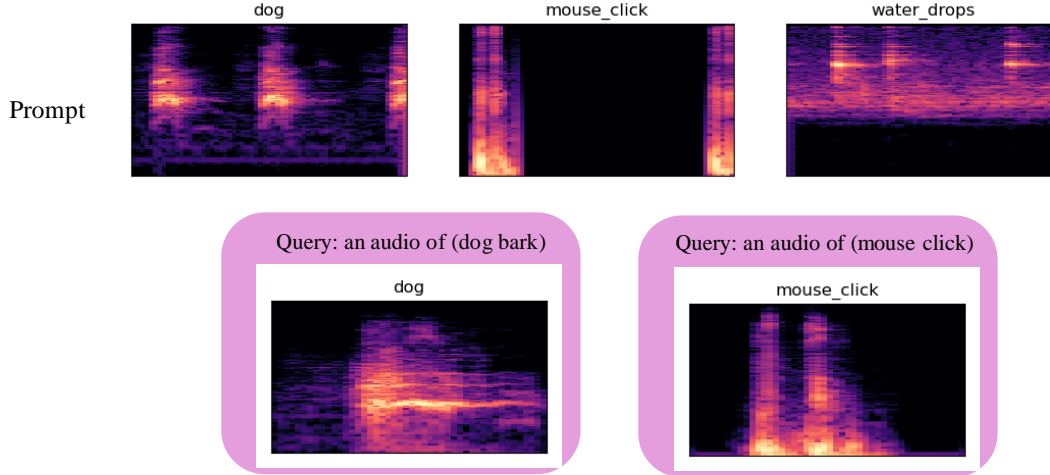 dog
mouse_click
water_drops
Prompt
Query: an audio of (dog bark)
dog
Query: an audio of (mouse click)
mouse_click